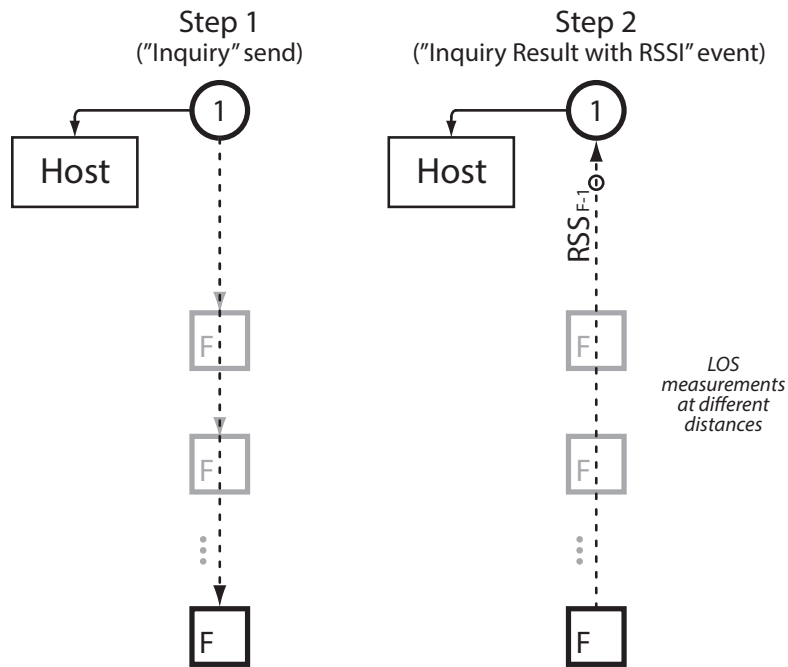 Step 1
("Inquiry" send)
1
Host
F
F
F
Step 2
("Inquiry Result with RSSI" event)
1
Host
RSS F-1
F
F
F
LOS
measurements
at different
distances